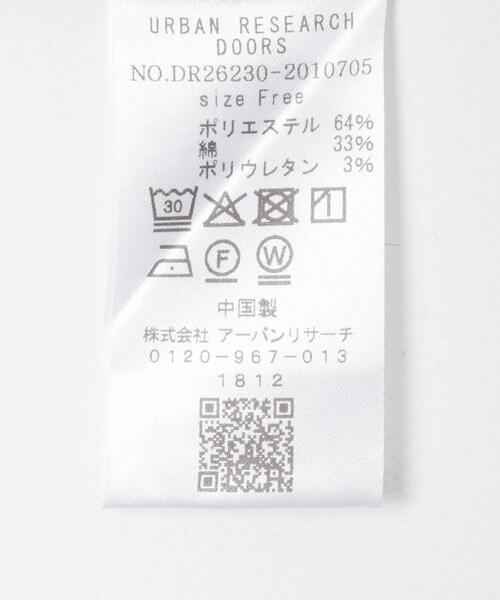 URBAN RESEARCH
DOORS
NO.DR26230-2010705
size Free
ポリエステル 64%
綿 33%
ポリウレタン 3%
30
F W
中国製
株式会社 アーバンリサーチ
0120-967-013
1812